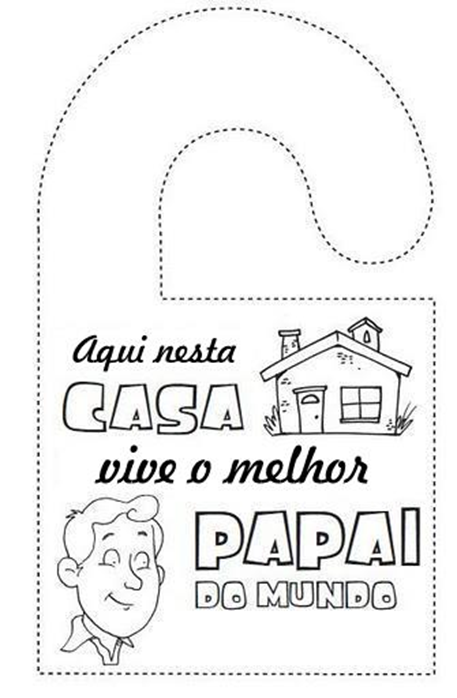 Aqui nesta
CASA
vive o melhor
PAPAI
DO MUNDO